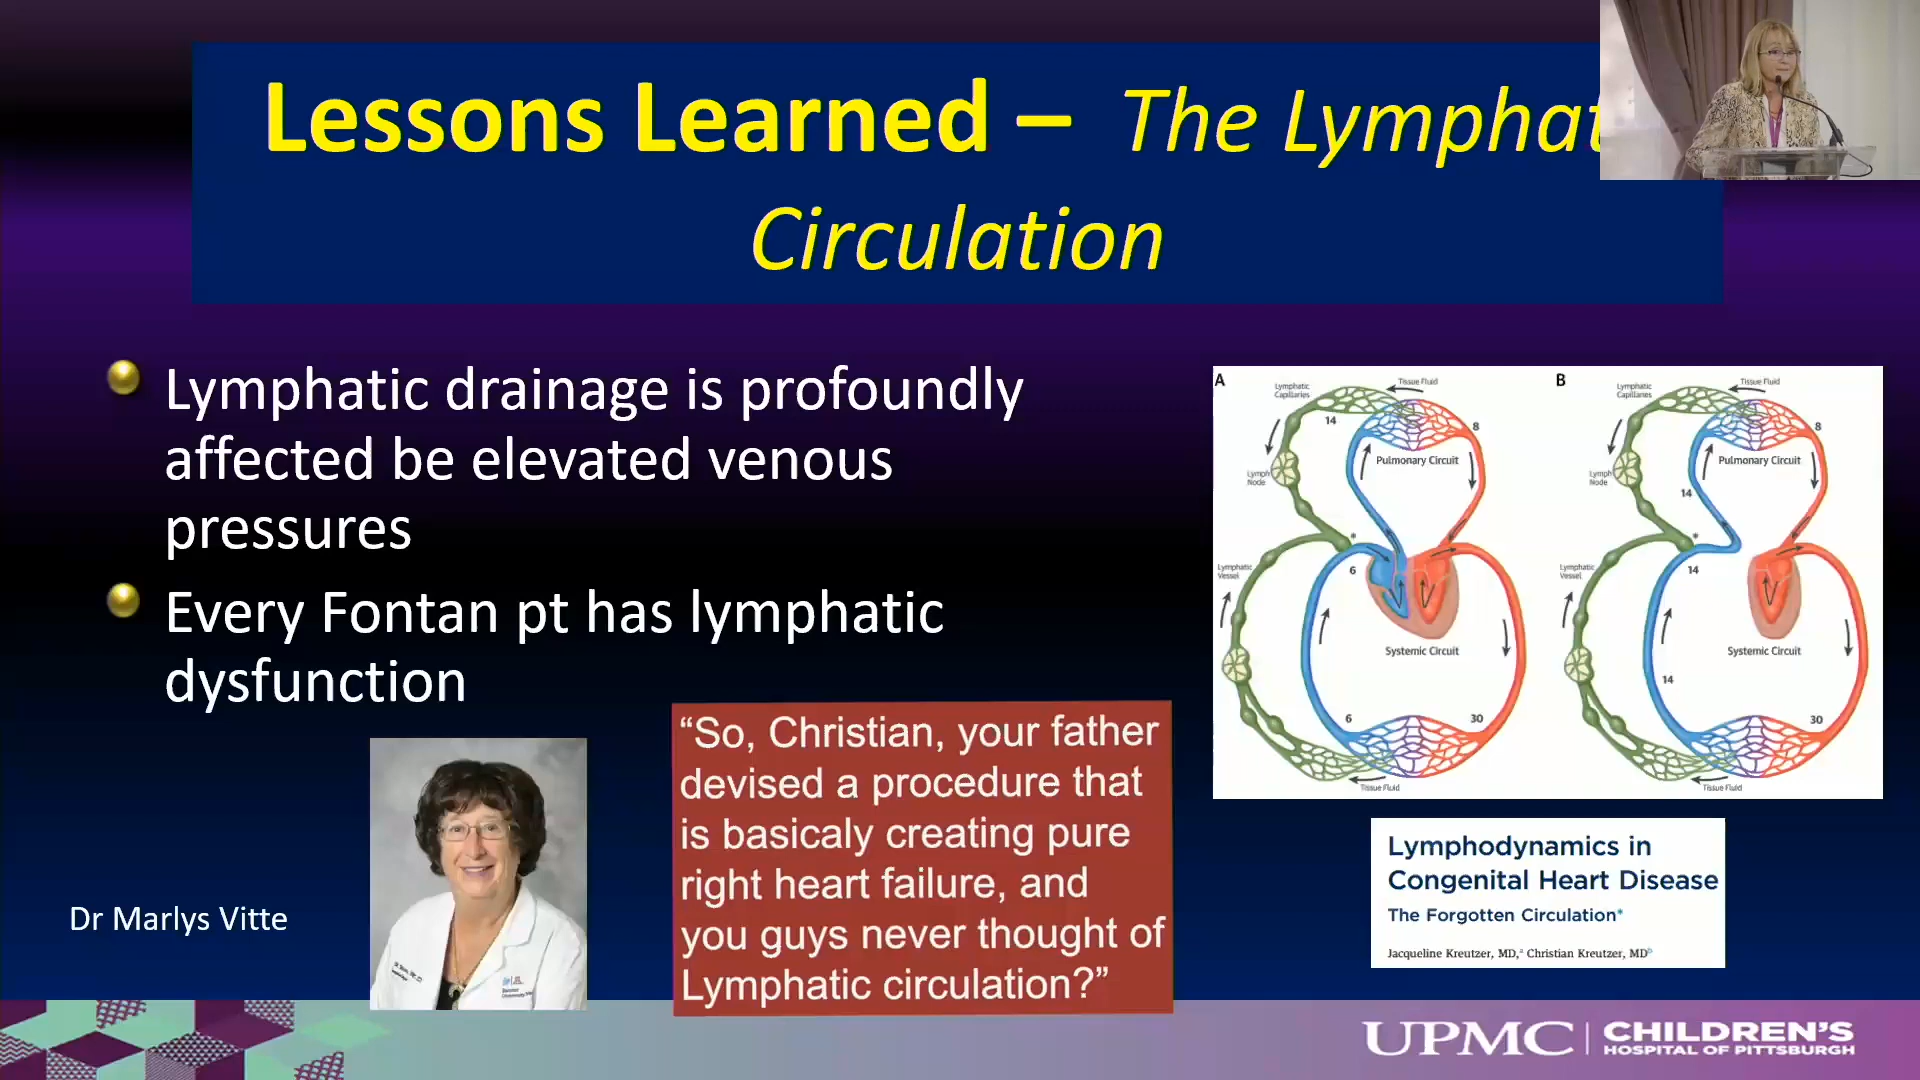 Lessons Learned – The Lymphat
Circulation
Lymphatic drainage is profoundly
affected be elevated venous
pressures
Every Fontan pt has lymphatic
dysfunction
Dr Marlys Vitte
“So, Christian, your father
devised a procedure that
is basicaly creating pure
right heart failure, and
you guys never thought of
Lymphatic circulation?”
A
Tissue Fluid
Lymphatic
Capillaries
14
8
Pulmonary Circuit
Lymph
Node
*
6
Lymphatic
Vessel
Systemic Circuit
6
30
Tissue Fluid
B
Tissue Fluid
Lymphatic
Capillaries
8
Pulmonary Circuit
Lymph
Node
14
*
14
Lymphatic
Vessel
Systemic Circuit
14
30
Tissue Fluid
Lymphodynamics in
Congenital Heart Disease
The Forgotten Circulation*
Jacqueline Kreutzer, MD,a Christian Kreutzer, MDb
UPMC | CHILDREN'S
HOSPITAL OF PITTSBURGH